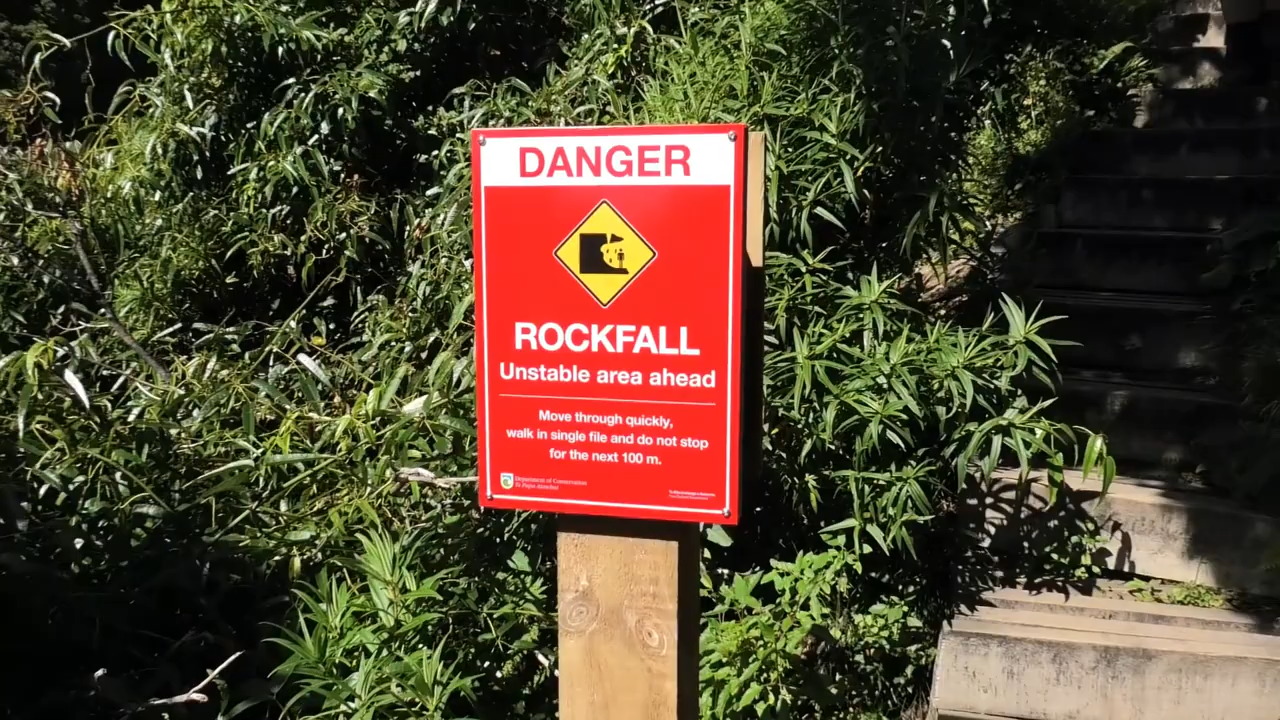 DANGER
ROCKFALL
Unstable area ahead
Move through quickly,
walk in single file and do not stop
for the next 100 m.
Department of Conservation
Te Papa Atawhai